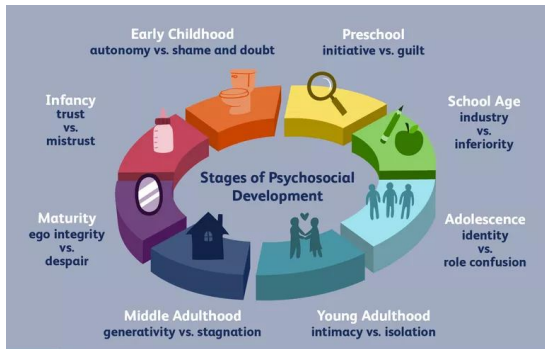 Early Childhood
autonomy vs. shame and doubt
Preschool
initiative vs. guilt
Infancy
trust
vs.
mistrust
School Age
industry
vs.
inferiority
Stages of Psychosocial
Development
Maturity
ego integrity
vs.
despair
Adolescence
identity
vs.
role confusion
Middle Adulthood
generativity vs. stagnation
Young Adulthood
intimacy vs. isolation